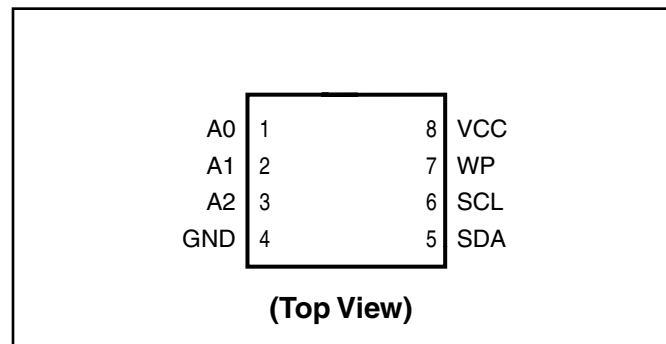 A0 1 8 VCC
A1 2 7 WP
A2 3 6 SCL
GND 4 5 SDA
(Top View)